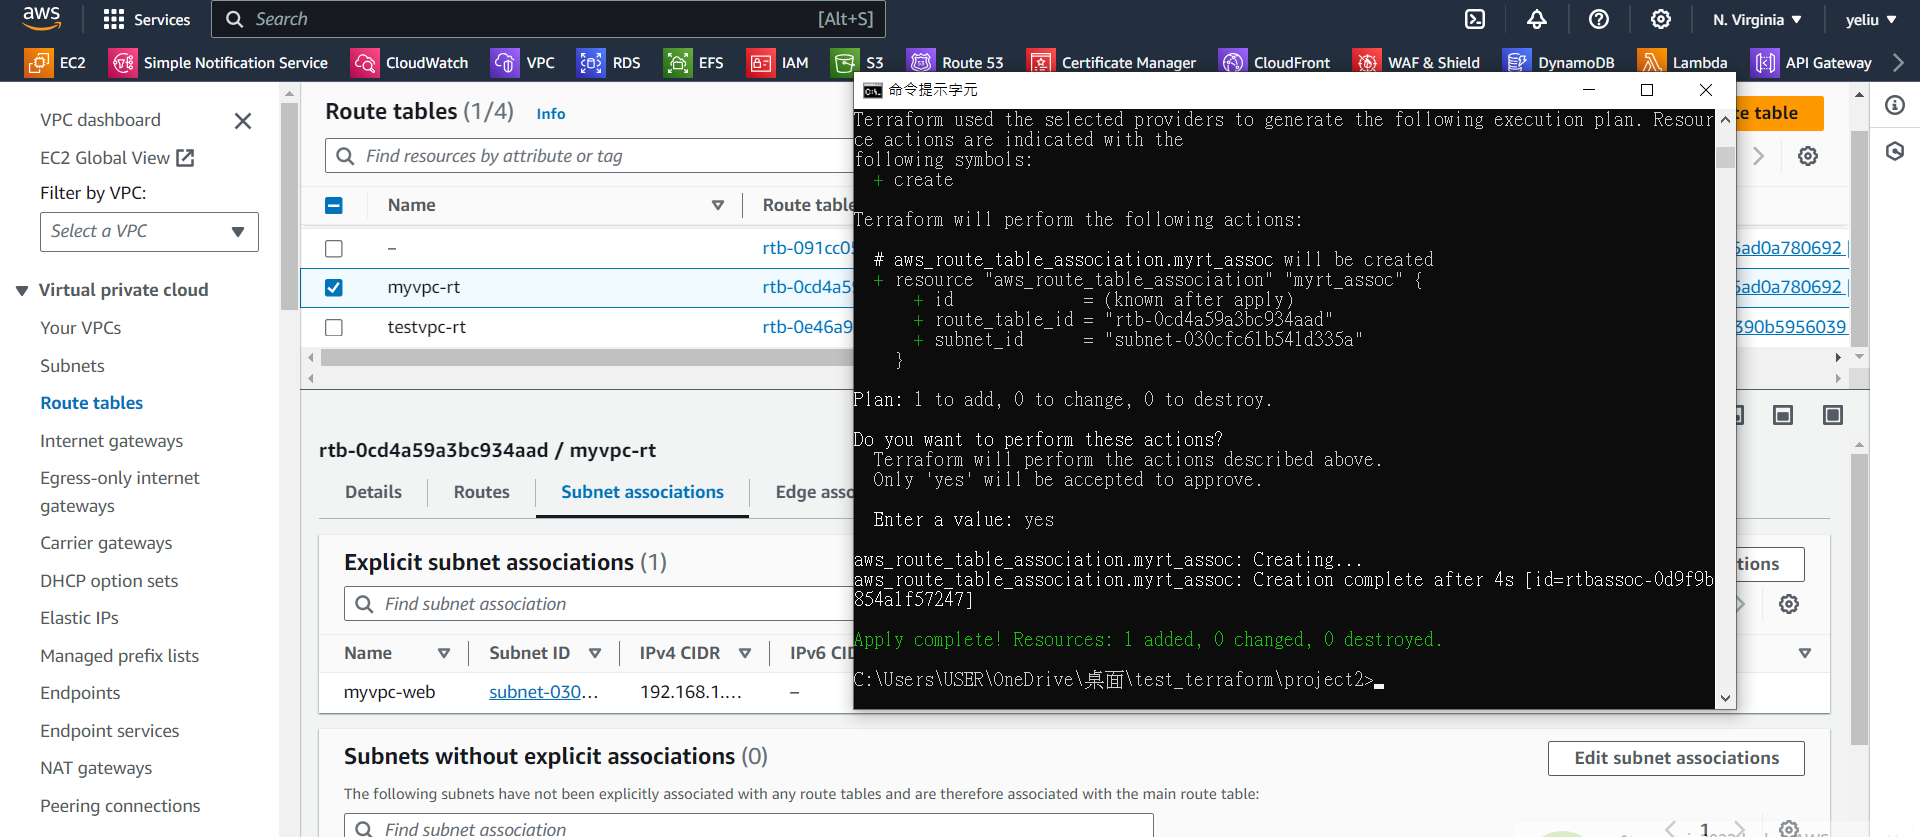 aws
Services
Search
[Alt+S]
N. Virginia
yeliu
EC2
Simple Notification Service
CloudWatch
VPC
RDS
EFS
IAM
S3
Route 53
Certificate Manager
CloudFront
WAF & Shield
DynamoDB
Lambda
API Gateway
VPC dashboard
EC2 Global View
Filter by VPC:
Select a VPC
Virtual private cloud
Your VPCs
Subnets
Route tables
Internet gateways
Egress-only internet
gateways
Carrier gateways
DHCP option sets
Elastic IPs
Managed prefix lists
Endpoints
Endpoint services
NAT gateways
Peering connections
Route tables (1/4)
Info
te table
Find resources by attribute or tag
Name
Route table
–
rtb-091cc0
5ad0a780692 |
myvpc-rt
rtb-0cd4a59
5ad0a780692 |
testvpc-rt
rtb-0e46a9
390b5956039
rtb-0cd4a59a3bc934aad / myvpc-rt
Details
Routes
Subnet associations
Edge asso
Explicit subnet associations (1)
tions
Find subnet association
Name
Subnet ID
IPv4 CIDR
IPv6 CID
myvpc-web
subnet-030...
192.168.1....
–
Subnets without explicit associations (0)
Edit subnet associations
The following subnets have not been explicitly associated with any route tables and are therefore associated with the main route table:
Find subnet association
1
命令提示字元
Terraform used the selected providers to generate the following execution plan. Resour
ce actions are indicated with the
following symbols:
+ create
Terraform will perform the following actions:
# aws_route_table_association.myrt_assoc will be created
+ resource "aws_route_table_association" "myrt_assoc" {
+ id = (known after apply)
+ route_table_id = "rtb-0cd4a59a3bc934aad"
+ subnet_id = "subnet-030cfc61b541d335a"
}
Plan: 1 to add, 0 to change, 0 to destroy.
Do you want to perform these actions?
Terraform will perform the actions described above.
Only 'yes' will be accepted to approve.
Enter a value: yes
aws_route_table_association.myrt_assoc: Creating...
aws_route_table_association.myrt_assoc: Creation complete after 4s [id=rtbassoc-0d9f9b
854a1f57247]
Apply complete! Resources: 1 added, 0 changed, 0 destroyed.
C:\Users\USER\OneDrive\桌面\test_terraform\project2>